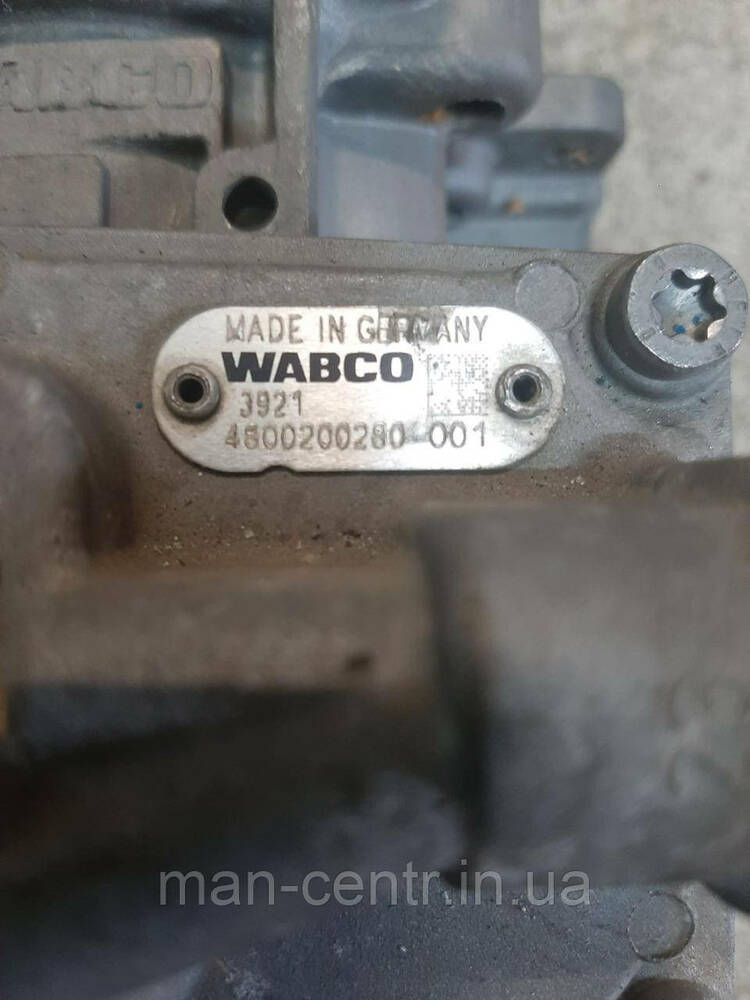 WABCO
MADE IN GERMANY
WABCO
3921
4800200280 001
man-centr.in.ua